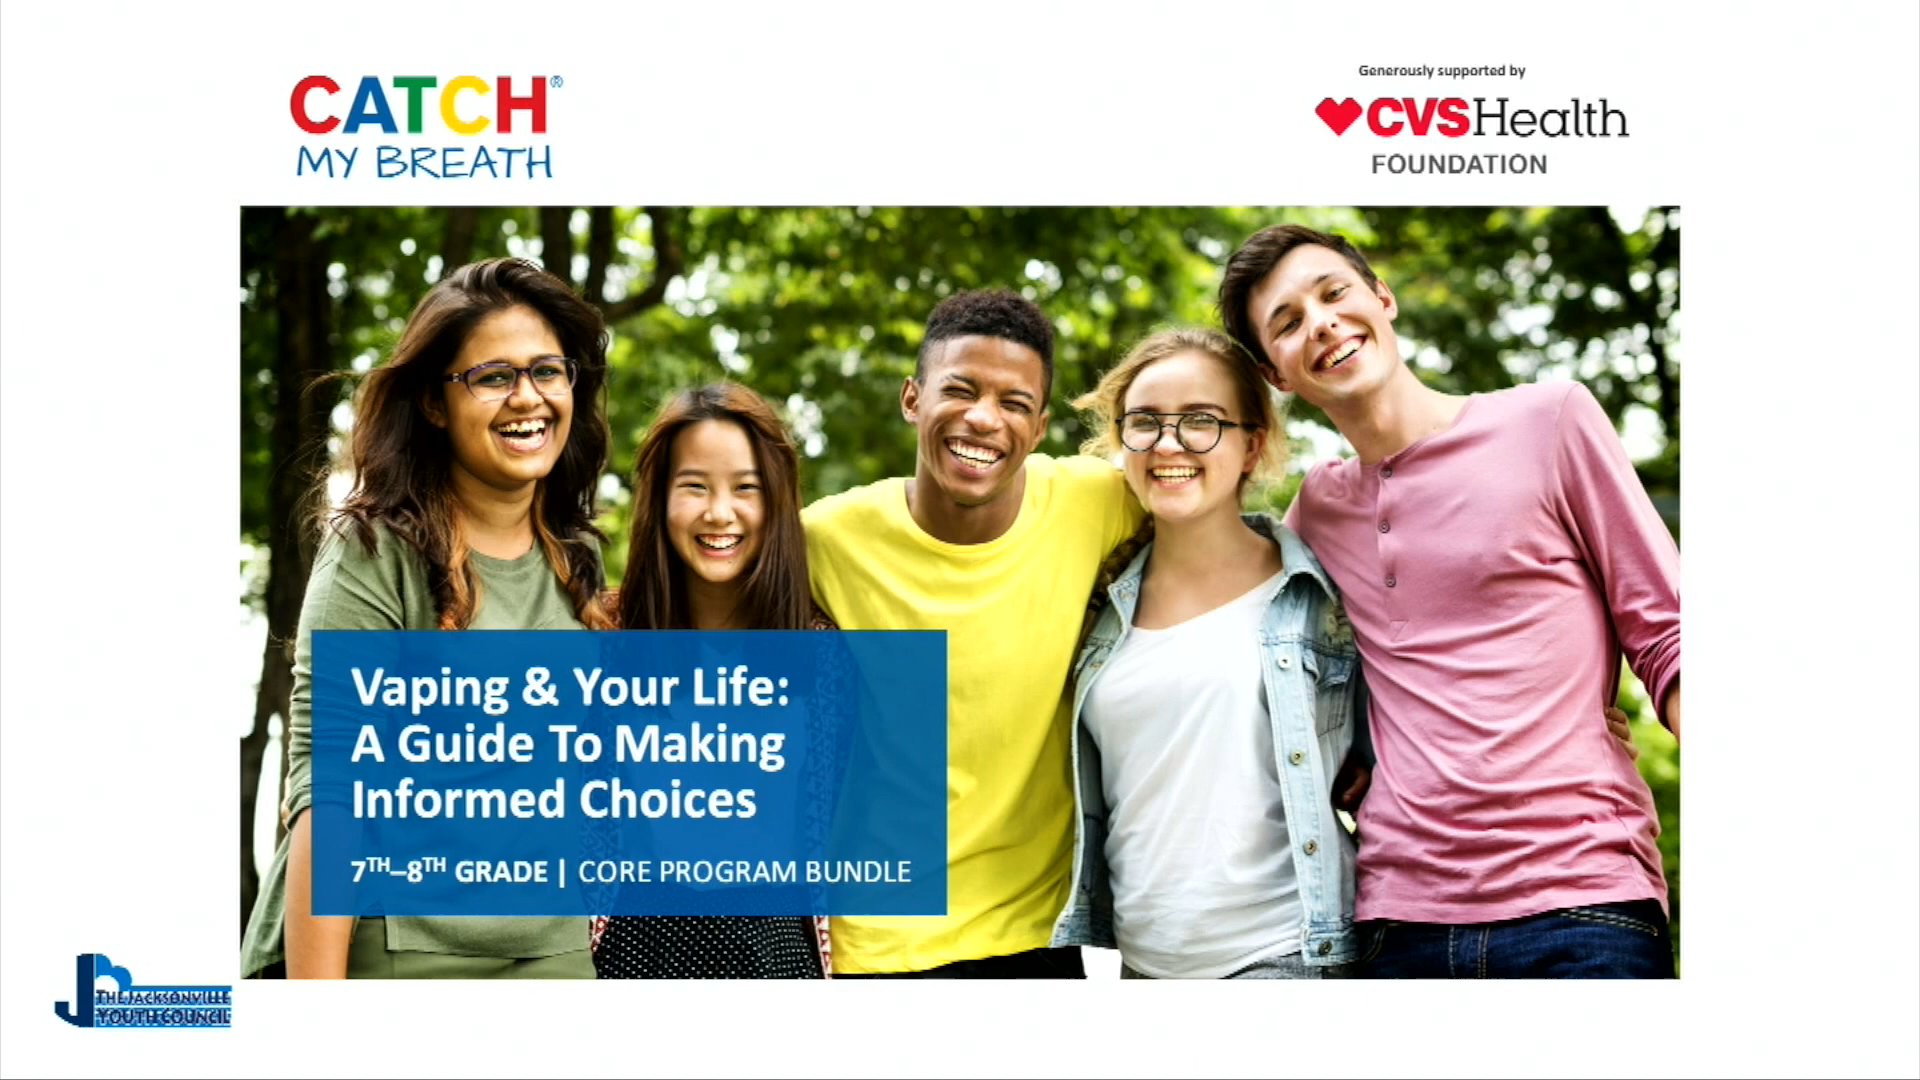 CATCH®
MY BREATH
Generously supported by
CVSHealth
FOUNDATION
Vaping & Your Life:
A Guide To Making
Informed Choices
7TH–8TH GRADE | CORE PROGRAM BUNDLE
THE JACKSONVILLE
YOUTH COUNCIL